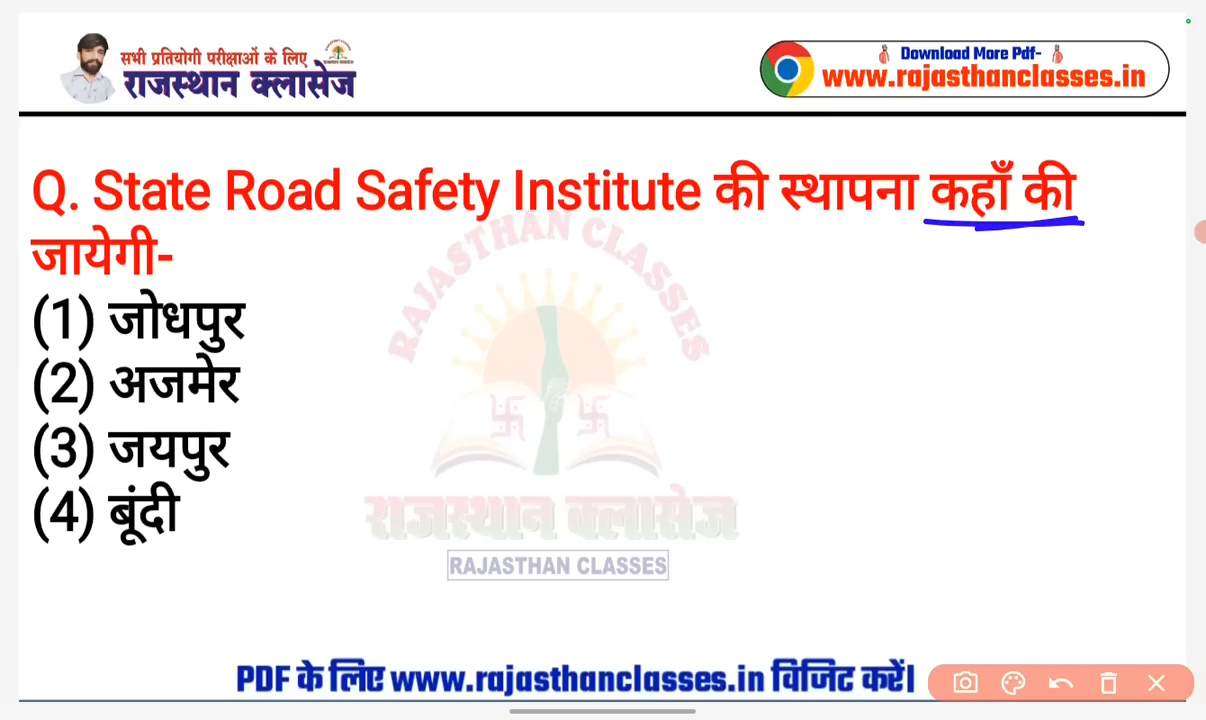 सभी प्रतियोगी परीक्षाओं के लिए
राजस्थान क्लासेज
Download More Pdf-
www.rajasthanclasses.in
Q. State Road Safety Institute की स्थापना कहाँ की
जायेगी-
(1) जोधपुर
(2) अजमेर
(3) जयपुर
(4) बूंदी
RAJASTHAN CLASSES
राजस्थान क्लासेज
RAJASTHAN CLASSES
PDF के लिए www.rajasthanclasses.in विजिट करें।